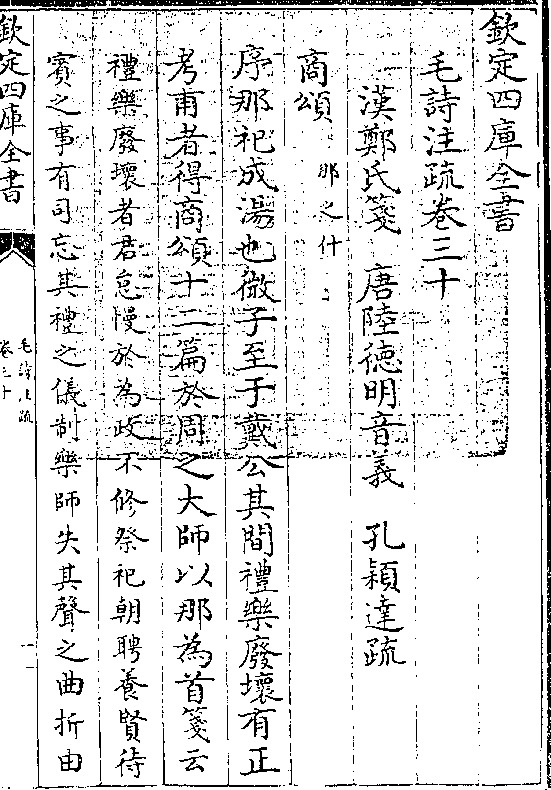 欽定四庫全書
毛詩注疏卷三十
漢鄭氏箋　唐陸德明音義　孔穎達疏
商頌　那之什
序那祀成湯也微子至于戴公其間禮樂廢壞有正
考甫者得商頌十二篇於周之大師以那為首箋云
禮樂廢壞者君怠慢於為政不修祭祀朝聘養賢待
賓之事有司忘其禮之儀制樂師失其聲之曲折由
欽定四庫全書
毛詩注疏
卷三十
一